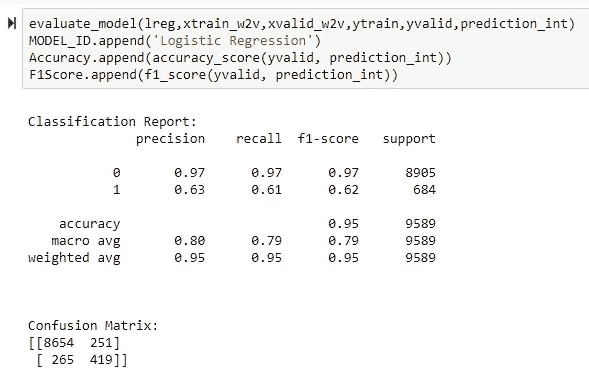 evaluate_model(lreg,xtrain_w2v,xvalid_w2v,ytrain,yvalid,prediction_int)
MODEL_ID.append('Logistic Regression')
Accuracy.append(accuracy_score(yvalid, prediction_int))
F1Score.append(f1_score(yvalid, prediction_int))
Classification Report:
precision recall f1-score support
0 0.97 0.97 0.97 8905
1 0.63 0.61 0.62 684
accuracy 0.95 9589
macro avg 0.80 0.79 0.79 9589
weighted avg 0.95 0.95 0.95 9589
Confusion Matrix:
[[8654 251]
[ 265 419]]